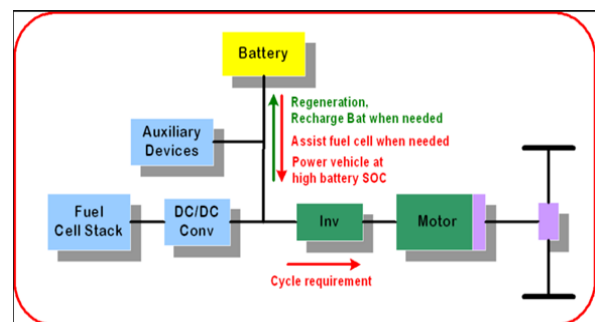 Battery
Regeneration,
Recharge Bat when needed
Assist fuel cell when needed
Power vehicle at
high battery SOC
Auxiliary
Devices
Fuel
Cell Stack
DC/DC
Conv
Inv
Motor
Cycle requirement